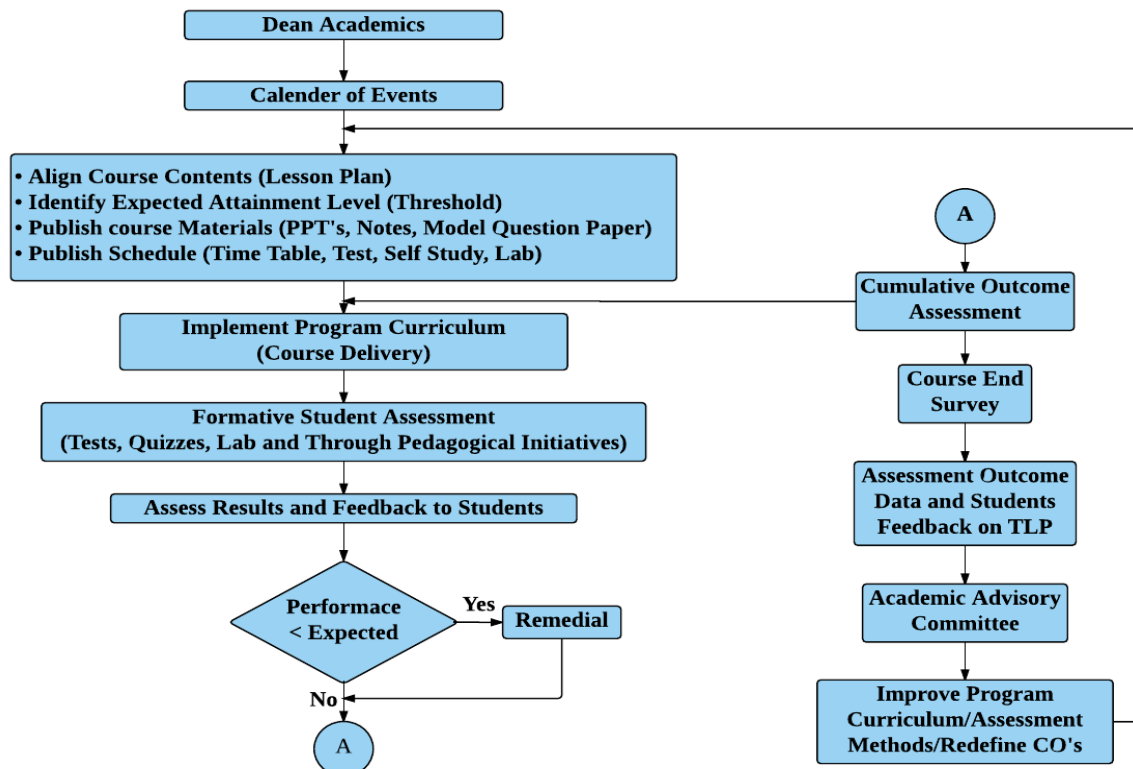 Dean Academics
Calender of Events
• Align Course Contents (Lesson Plan)
• Identify Expected Attainment Level (Threshold)
• Publish course Materials (PPT's, Notes, Model Question Paper)
• Publish Schedule (Time Table, Test, Self Study, Lab)
Implement Program Curriculum
(Course Delivery)
Formative Student Assessment
(Tests, Quizzes, Lab and Through Pedagogical Initiatives)
Assess Results and Feedback to Students
Performace
< Expected
Yes
Remedial
No
A
A
Cumulative Outcome
Assessment
Course End
Survey
Assessment Outcome
Data and Students
Feedback on TLP
Academic Advisory
Committee
Improve Program
Curriculum/Assessment
Methods/Redefine CO's